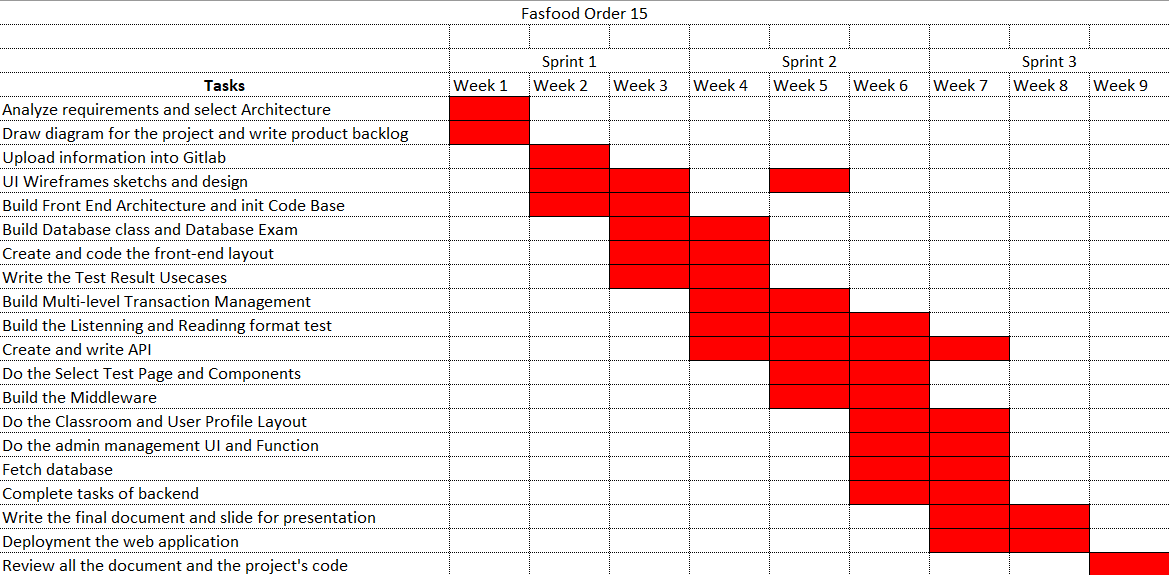 Fasfood Order 15
Sprint 1 Sprint 2 Sprint 3
Tasks Week 1 Week 2 Week 3 Week 4 Week 5 Week 6 Week 7 Week 8 Week 9
Analyze requirements and select Architecture
Draw diagram for the project and write product backlog
Upload information into Gitlab
UI Wireframes sketchs and design
Build Front End Architecture and init Code Base
Build Database class and Database Exam
Create and code the front-end layout
Write the Test Result Usecases
Build Multi-level Transaction Management
Build the Listenning and Readinng format test
Create and write API
Do the Select Test Page and Components
Build the Middleware
Do the Classroom and User Profile Layout
Do the admin management UI and Function
Fetch database
Complete tasks of backend
Write the final document and slide for presentation
Deployment the web application
Review all the document and the project's code